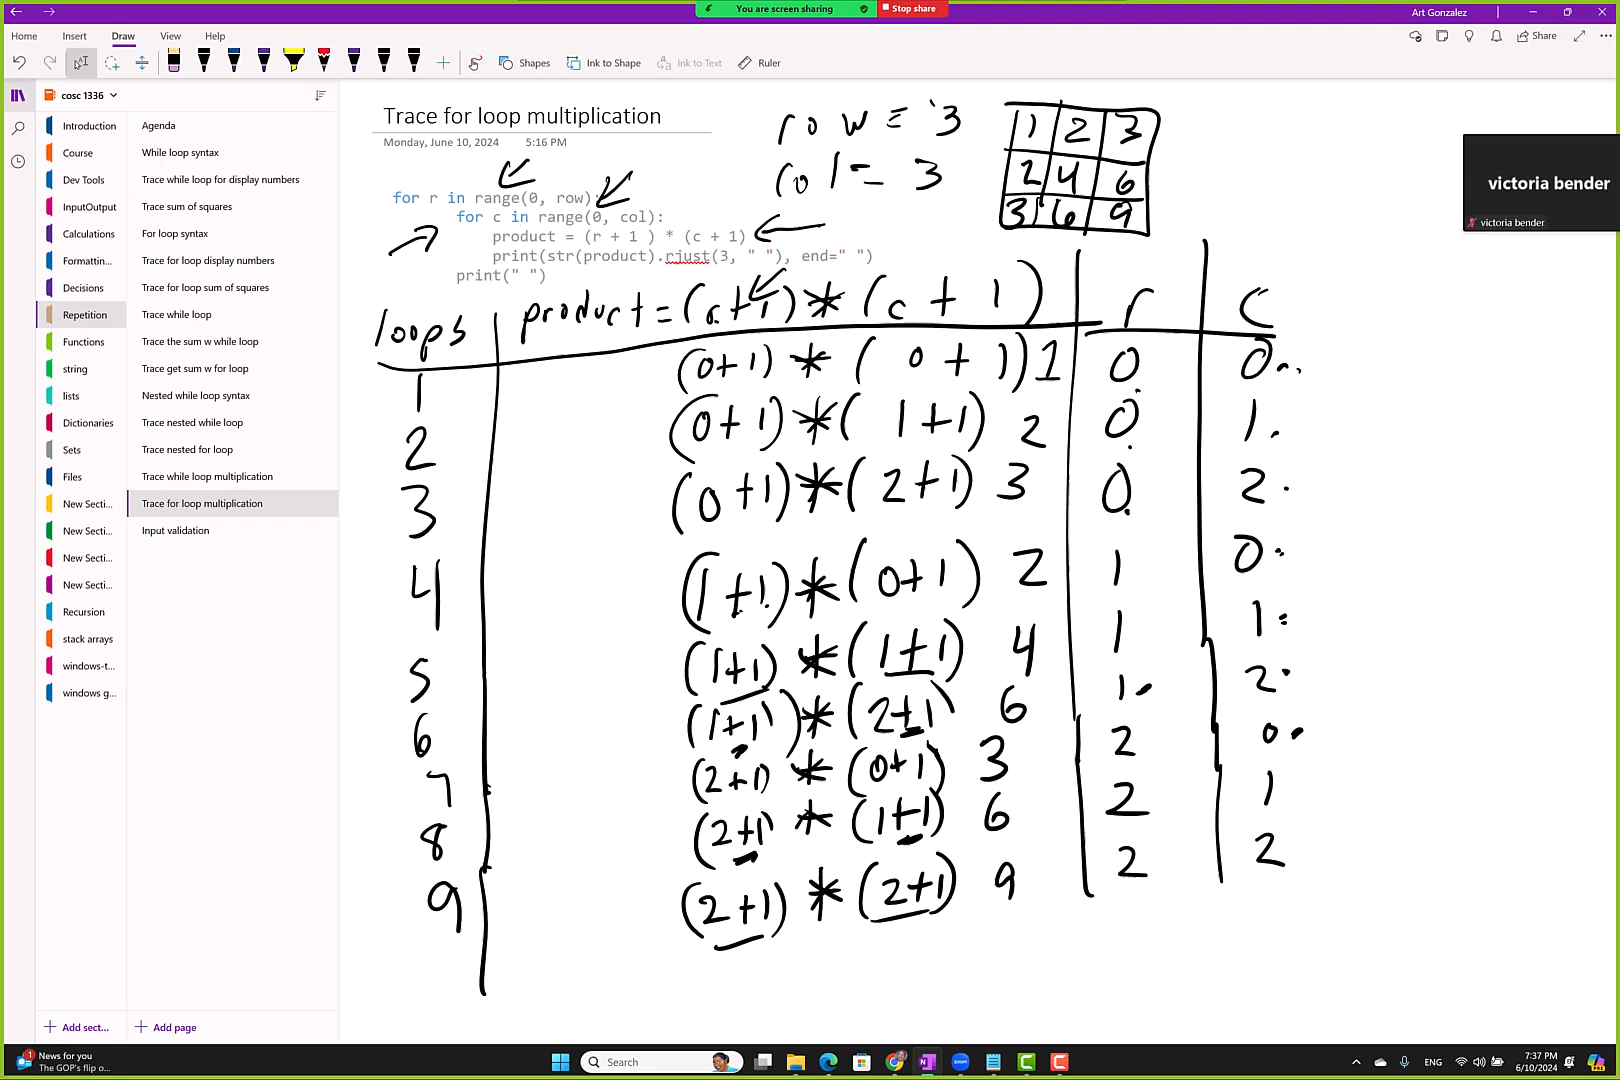 You are screen sharing
Stop share
Art Gonzalez
Home Insert Draw View Help
Share
Shapes
Ink to Shape
Ink to Text
Ruler
cosc 1336
Introduction
Course
Dev Tools
InputOutput
Calculations
Formattin...
Decisions
Repetition
Functions
string
lists
Dictionaries
Sets
Files
New Secti...
New Secti...
New Secti...
New Secti...
Recursion
stack arrays
windows-t...
windows g...
Add sect...
Agenda
While loop syntax
Trace while loop for display numbers
Trace sum of squares
For loop syntax
Trace for loop display numbers
Trace for loop sum of squares
Trace while loop
Trace the sum w while loop
Trace get sum w for loop
Nested while loop syntax
Trace nested while loop
Trace nested for loop
Trace while loop multiplication
Trace for loop multiplication
Input validation
Add page
Trace for loop multiplication
Monday, June 10, 2024 5:16 PM
row = 3
col = 3
1 2 3
2 4 6
3 6 9
for r in range(0, row):
for c in range(0, col):
product = (r + 1 ) * (c + 1)
print(str(product).rjust(3, " "), end=" ")
print(" ")
loops product = (r+1) * (c + 1) r c
1 (0+1) * (0+1) 1 0 0
2 (0+1) * (1+1) 2 0 1
3 (0+1) * (2+1) 3 0 2
4 (1+1) * (0+1) 2 1 0
5 (1+1) * (1+1) 4 1 1
6 (1+1) * (2+1) 6 1 2
7 (2+1) * (0+1) 3 2 0
8 (2+1) * (1+1) 6 2 1
9 (2+1) * (2+1) 9 2 2
victoria bender
victoria bender
1
News for you
The GOP's flip o...
Search
ENG
7:37 PM
6/10/2024